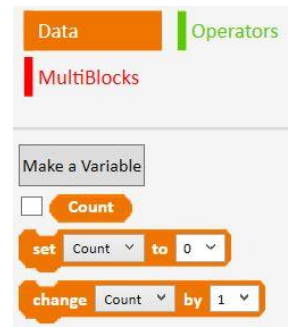 Data Operators
MultiBlocks
Make a Variable
Count
set Count to 0
change Count by 1